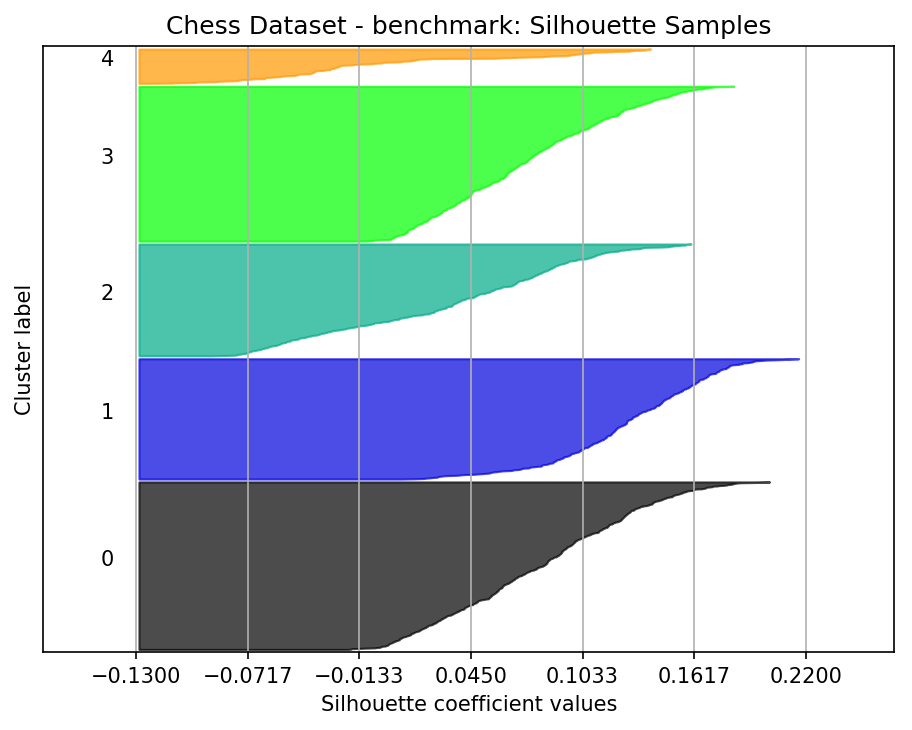 Chess Dataset - benchmark: Silhouette Samples
4
3
2
1
0
Cluster label
−0.1300 −0.0717 −0.0133 0.0450 0.1033 0.1617 0.2200
Silhouette coefficient values